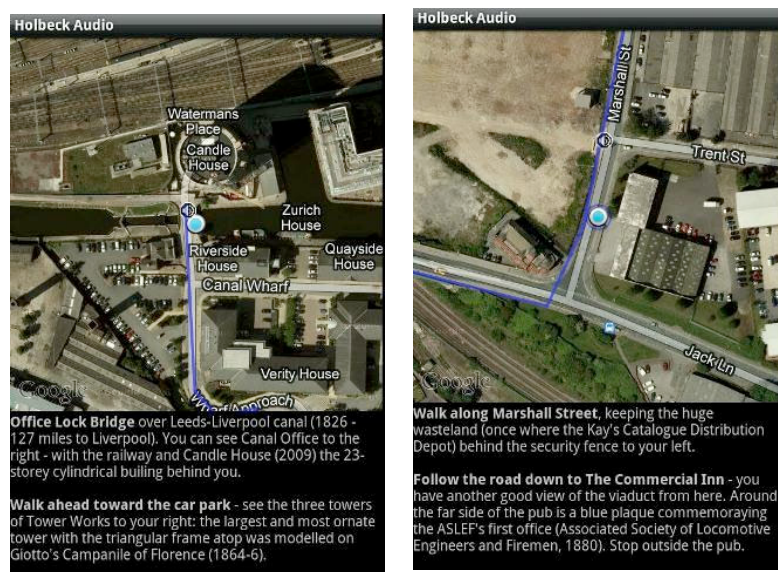 Holbeck Audio
Watermans
Place
Candle
House
Zurich
House
Riverside
House
Quayside
House
Canal Wharf
Verity House
Wharf Approach
Google
Office Lock Bridge over Leeds-Liverpool canal (1826 -
127 miles to Liverpool). You can see Canal Office to the
right - with the railway and Candle House (2009) the 23-
storey cylindrical builing behind you.
Walk ahead toward the car park - see the three towers
of Tower Works to your right: the largest and most ornate
tower with the triangular frame atop was modelled on
Giotto's Campanile of Florence (1864-6).
Holbeck Audio
Marshall St
Trent St
Jack Ln
Google
Walk along Marshall Street, keeping the huge
wasteland (once where the Kay's Catalogue Distribution
Depot) behind the security fence to your left.
Follow the road down to The Commercial Inn - you
have another good view of the viaduct from here. Around
the far side of the pub is a blue plaque commemoraying
the ASLEF's first office (Associated Society of Locomotive
Engineers and Firemen, 1880). Stop outside the pub.